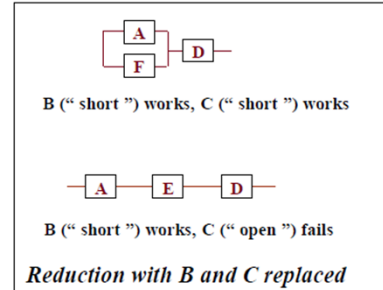 A
F
D
B (“ short ”) works, C (“ short ”) works
A E D
B (“ short ”) works, C (“ open ”) fails
Reduction with B and C replaced